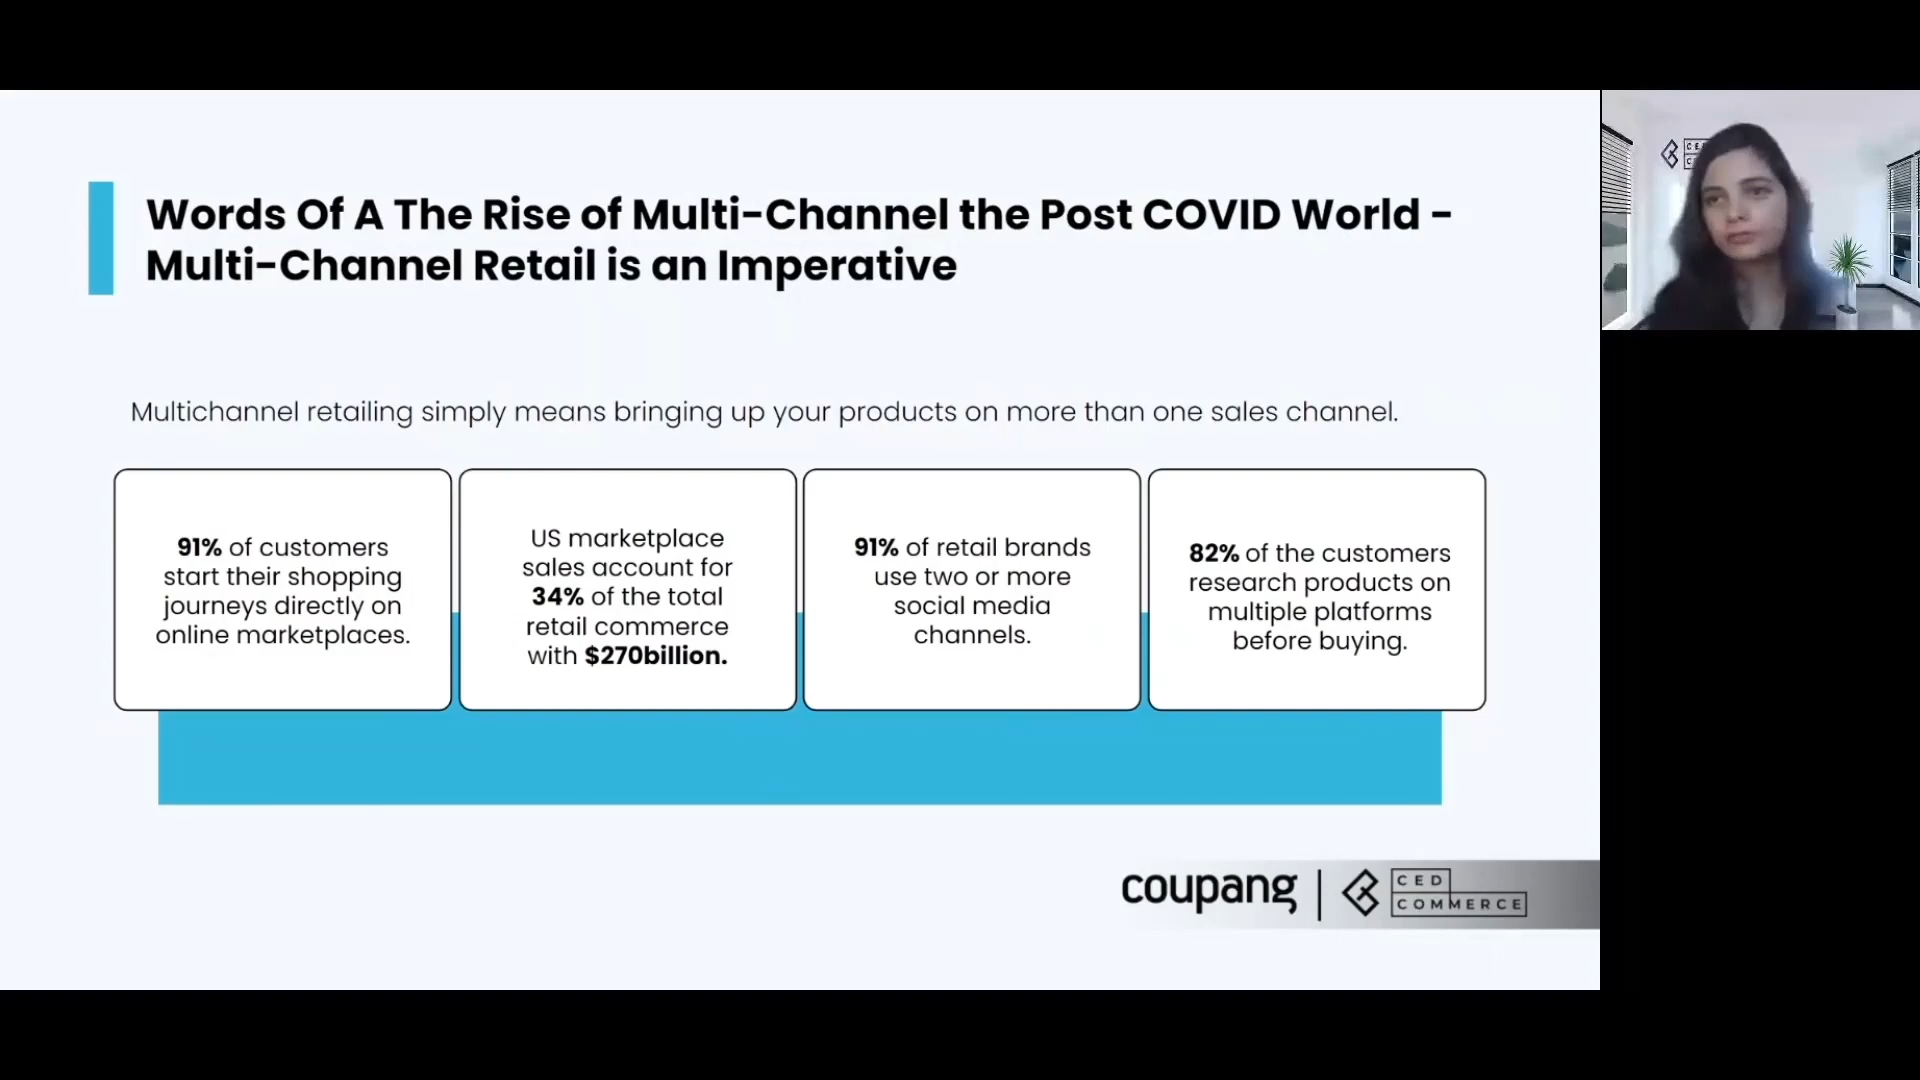 Words Of A The Rise of Multi-Channel the Post COVID World -
Multi-Channel Retail is an Imperative
Multichannel retailing simply means bringing up your products on more than one sales channel.
91% of customers
start their shopping
journeys directly on
online marketplaces.
US marketplace
sales account for
34% of the total
retail commerce
with $270billion.
91% of retail brands
use two or more
social media
channels.
82% of the customers
research products on
multiple platforms
before buying.
coupang
CED
COMMERCE